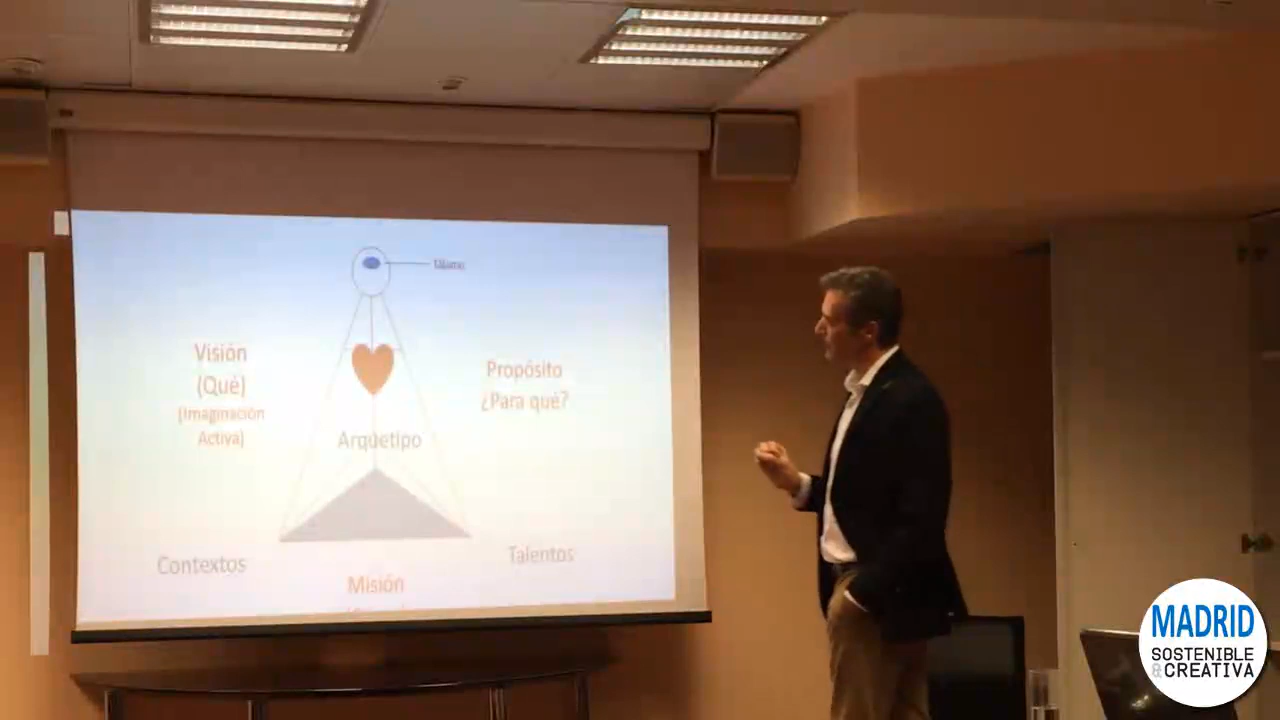 Tálamo
Visión
(Qué)
(Imaginación
Activa)
Propósito
¿Para qué?
Arquetipo
Contextos
Talentos
Misión
MADRID
SOSTENIBLE
&CREATIVA